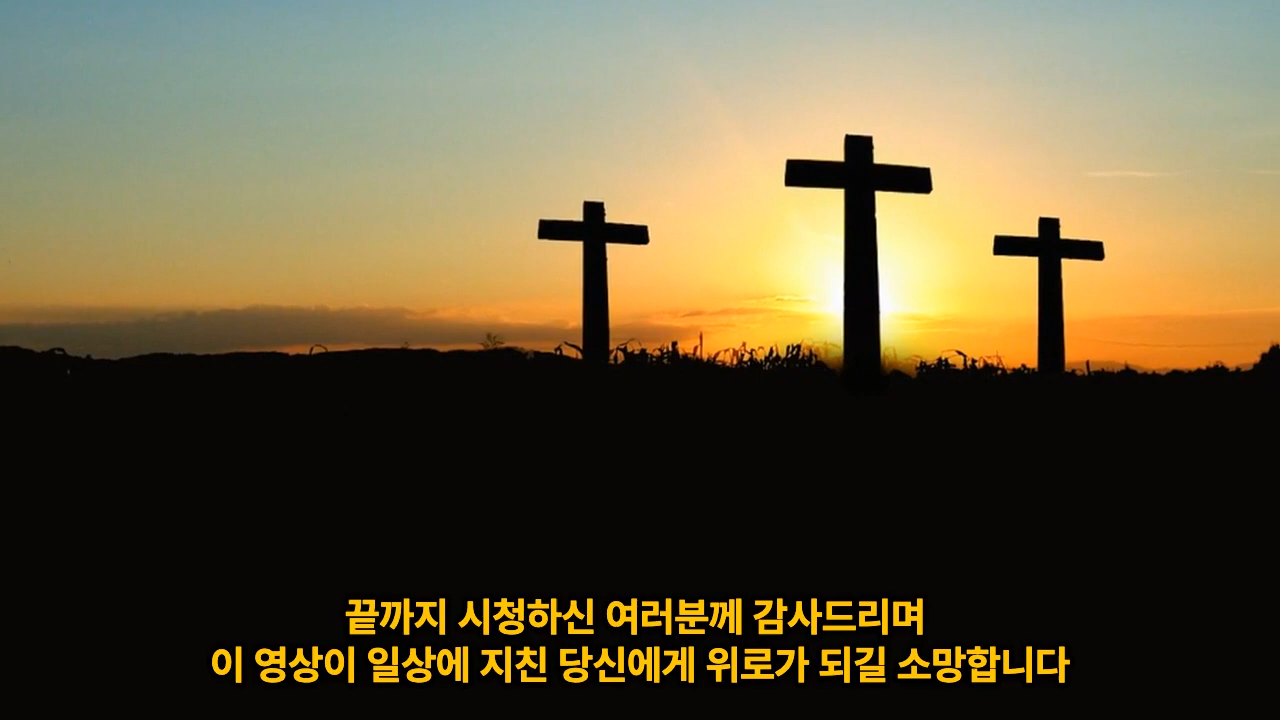 끝까지 시청하신 여러분께 감사드리며
이 영상이 일상에 지친 당신에게 위로가 되길 소망합니다